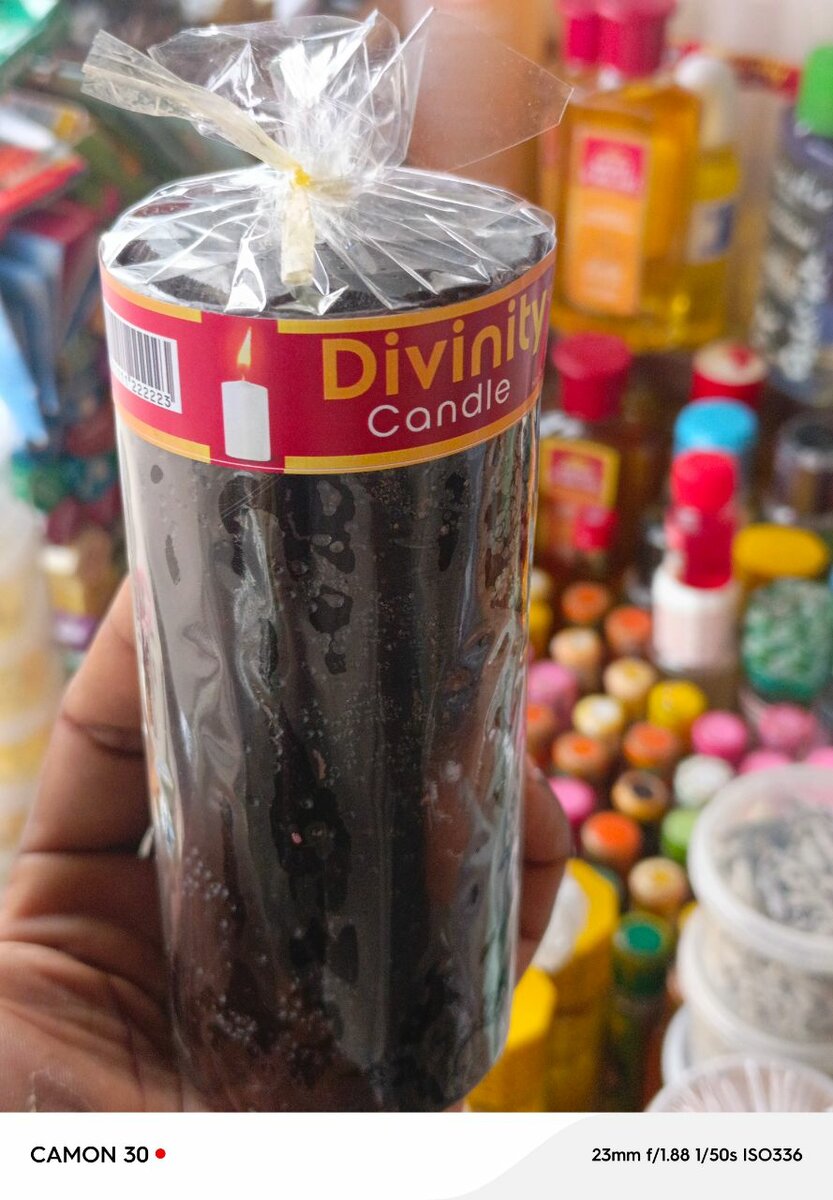 222223
Divinity
Candle
CAMON 30
23mm f/1.88 1/50s ISO336